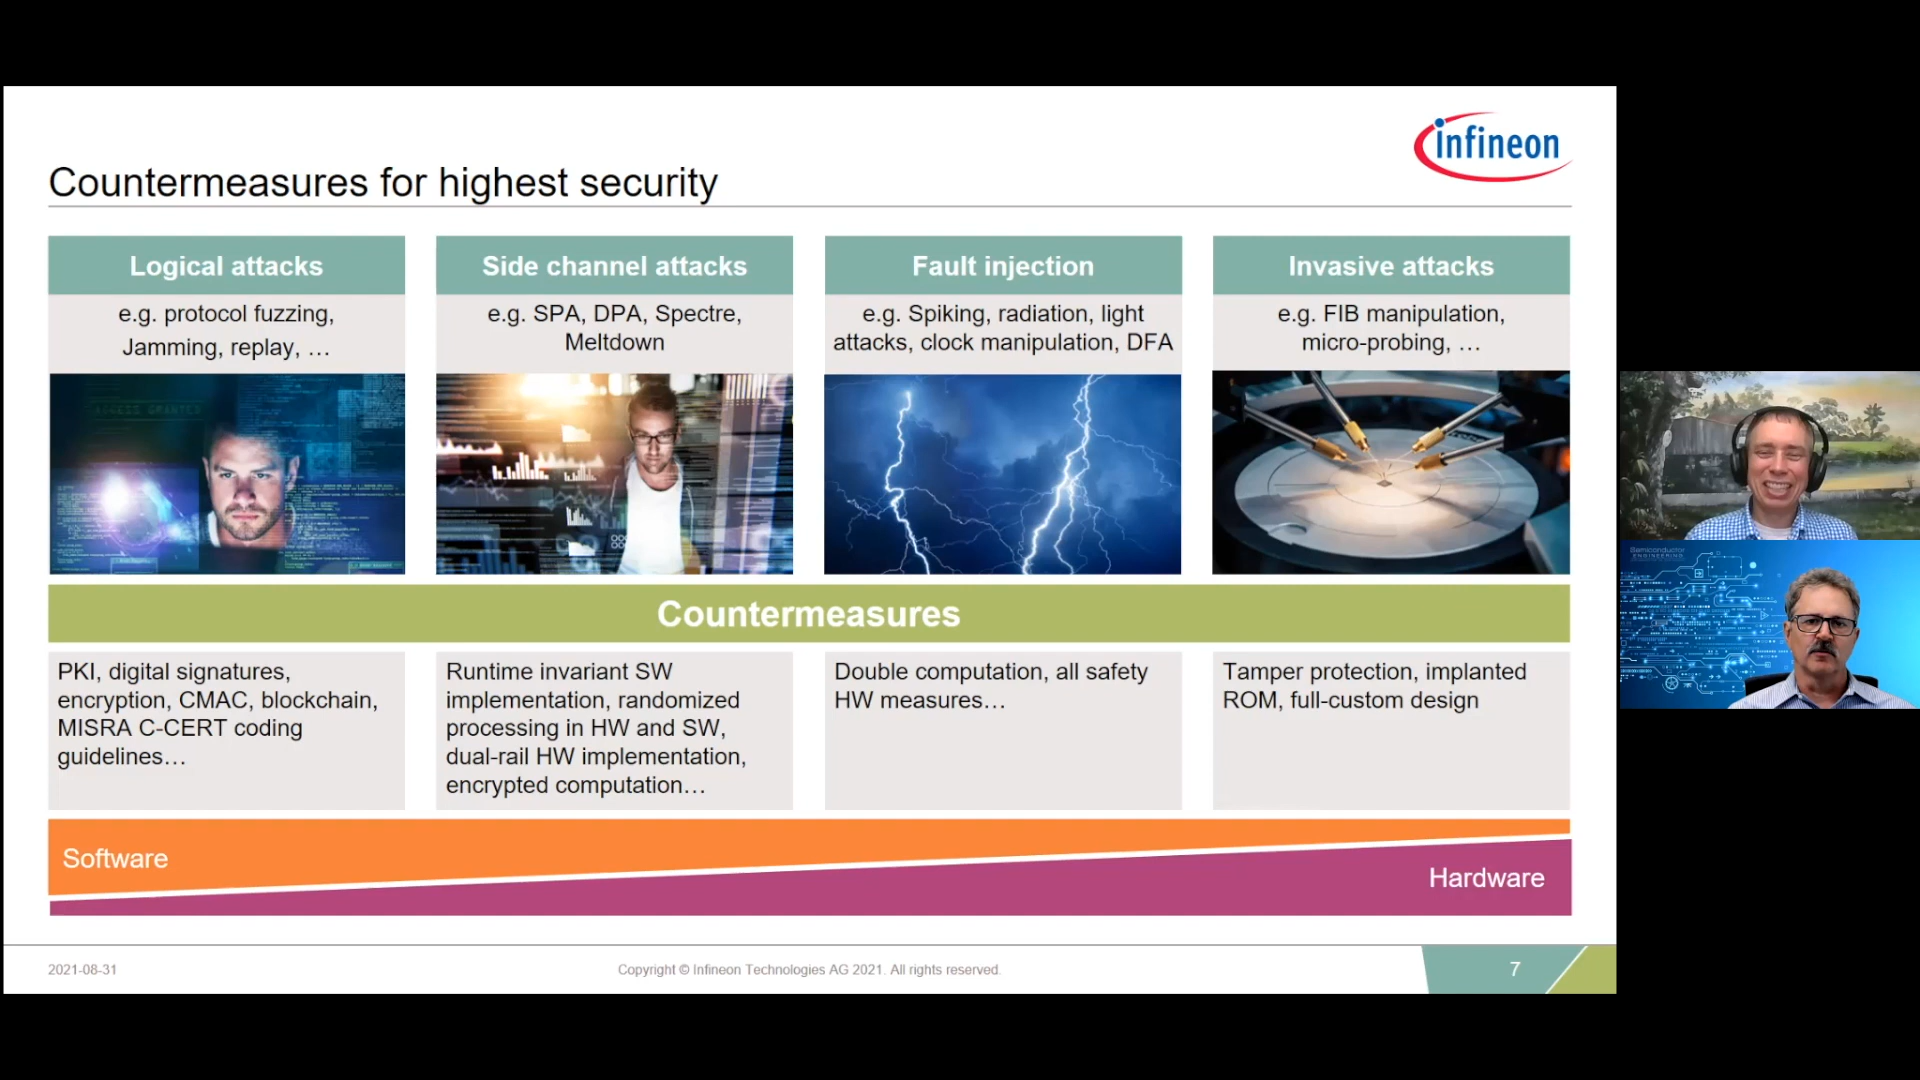 infineon
Countermeasures for highest security
Logical attacks
e.g. protocol fuzzing,
Jamming, replay, …
Side channel attacks
e.g. SPA, DPA, Spectre,
Meltdown
Fault injection
e.g. Spiking, radiation, light
attacks, clock manipulation, DFA
Invasive attacks
e.g. FIB manipulation,
micro-probing, …
ACCESS GRANTED
Semiconductor
ENGINEERING
Countermeasures
PKI, digital signatures,
encryption, CMAC, blockchain,
MISRA C-CERT coding
guidelines…
Runtime invariant SW
implementation, randomized
processing in HW and SW,
dual-rail HW implementation,
encrypted computation…
Double computation, all safety
HW measures…
Tamper protection, implanted
ROM, full-custom design
Software
Hardware
2021-08-31
Copyright © Infineon Technologies AG 2021. All rights reserved.
7